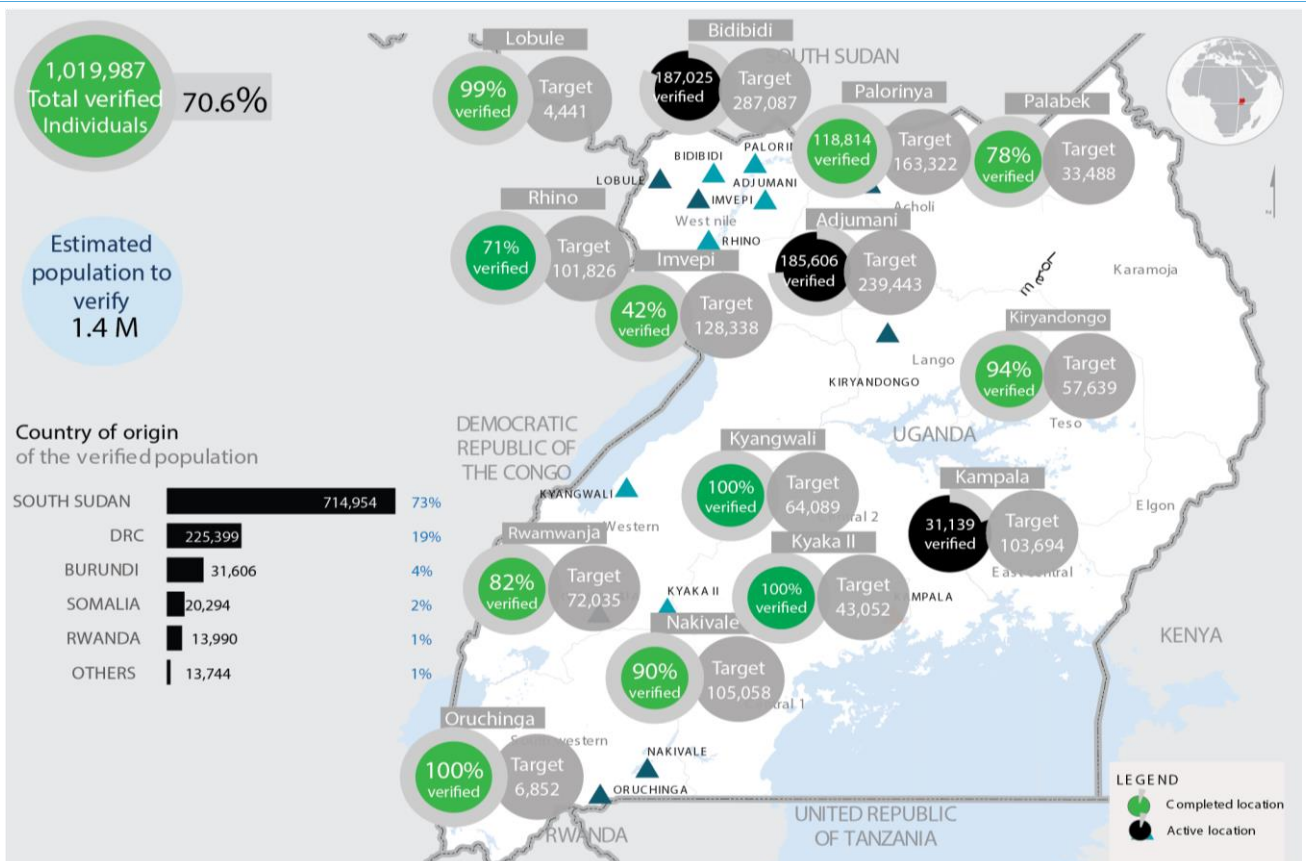 1,019,987
Total verified
Individuals
70.6%
Estimated
population to
verify
1.4 M
Country of origin
of the verified population
SOUTH SUDAN 714,954 73%
DRC 225,399 19%
BURUNDI 31,606 4%
SOMALIA 20,294 2%
RWANDA 13,990 1%
OTHERS 13,744 1%
Lobule
99%
verified
Target
4,441
Bidibidi
187,025
verified
Target
287,087
SOUTH SUDAN
Palorinya
118,814
verified
Target
163,322
Palabek
78%
verified
Target
33,488
BIDIBIDI
PALORI
LOBULE
ADJUMANI
IMVEPI
West nile
RHINO
Acholi
Rhino
71%
verified
Target
101,826
Adjumani
185,606
verified
Target
239,443
Imvepi
42%
verified
Target
128,338
Karamoja
Kiryandongo
94%
verified
Target
57,639
Lango
KIRYANDONGO
Teso
DEMOCRATIC
REPUBLIC OF
THE CONGO
UGANDA
Kyangwali
100%
verified
Target
64,089
KYANGWALI
Western
Kampala
31,139
verified
Target
103,694
Elgon
East central
Rwamwanja
82%
verified
Target
72,035
Kyaka II
100%
verified
Target
43,052
KYAKA II
KAMPALA
KENYA
Nakivale
90%
verified
Target
105,058
Oruchinga
100%
verified
Target
6,852
NAKIVALE
ORUCHINGA
RWANDA
UNITED REPUBLIC
OF TANZANIA
LEGEND
Completed location
Active location